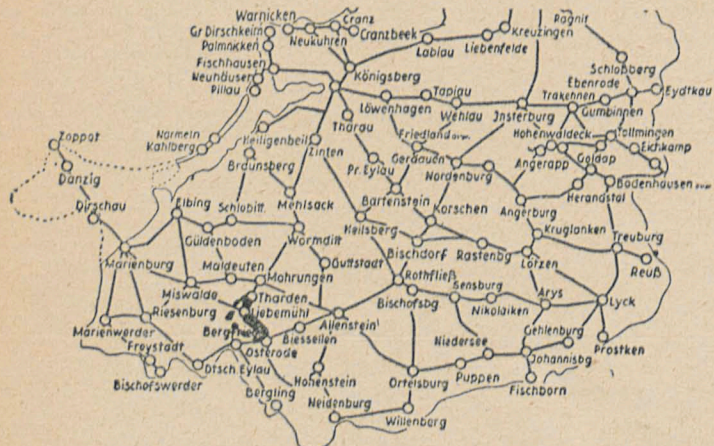 Warnicken
Cranz
Ragnit
Gr Dirschkeim
Neukuhren
Cranzbeek
Kreuzingen
Palmnicken
Labiau
Liebenfelde
Schloßberg
Fischhausen
Königsberg
Ebenrode
Neuhäuser
Pillau
Löwenhagen
Tapiau
Wehlau
Insterburg
Trakehnen
Gumbinnen
Eydtkau
Tharau
Zoppot
Narmeln
Kahlberg
Heiligenbeil
Zinten
Friedland
Hohenwaldeck
Tollmingen
Eichkamp
Danzig
Braunsberg
Pr. Eylau
Gerdauen
Nordenburg
Angerapp
Goldap
Bodenhausen
Dirschau
Elbing
Schlobitt.
Mehlsack
Bartenstein
Korschen
Angerburg
Herandstal
Güldenboden
Wormditt
Heilsberg
Kruglanken
Marienburg
Bischdorf
Rastenbg
Lötzen
Treuburg
Maldeuten
Mohrungen
Guttstadt
Rothfließ
Reuß
Miswalde
Tharden
Bischofsbg
Sensburg
Arys
Lyck
Riesenburg
Liebemühl
Nikolaiken
Marienwerder
Bergfrie
Allenstein
Gehlenburg
Freystadt
Osterode
Biessellen
Niedersee
Johannisbg
Prostken
Bischofswerder
Dtsch Eylau
Hohenstein
Ortelsburg
Puppen
Fischborn
Bergling
Neidenburg
Willenberg